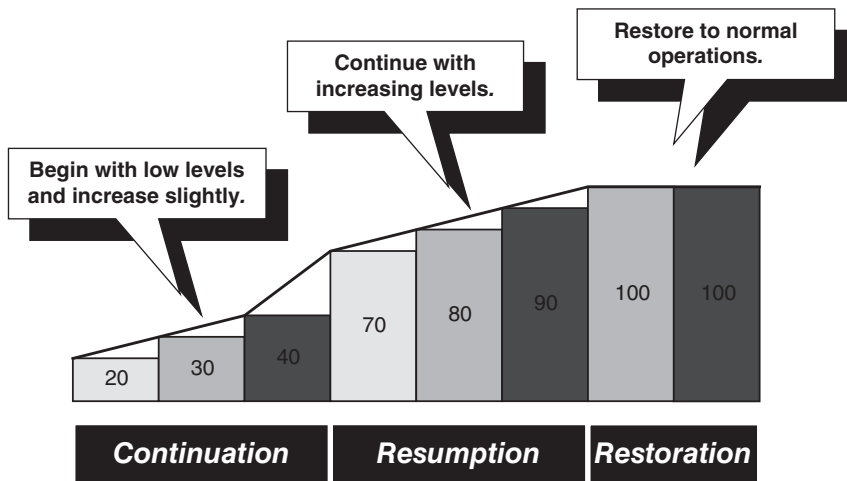 Restore to normal
operations.
Continue with
increasing levels.
Begin with low levels
and increase slightly.
20
30
40
70
80
90
100
100
Continuation
Resumption
Restoration